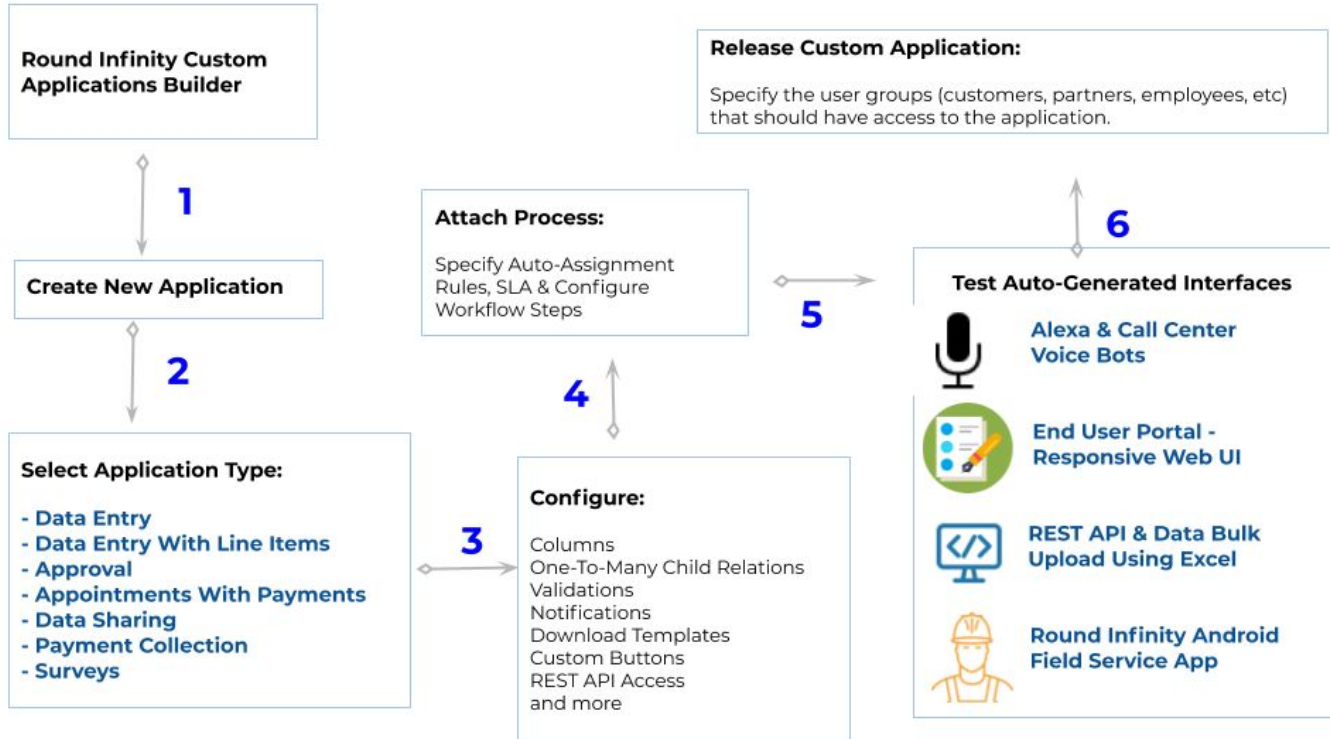 Round Infinity Custom
Applications Builder
1
Create New Application
2
Select Application Type:
- Data Entry
- Data Entry With Line Items
- Approval
- Appointments With Payments
- Data Sharing
- Payment Collection
- Surveys
3
Configure:
Columns
One-To-Many Child Relations
Validations
Notifications
Download Templates
Custom Buttons
REST API Access
and more
4
Attach Process:
Specify Auto-Assignment
Rules, SLA & Configure
Workflow Steps
5
Test Auto-Generated Interfaces
Alexa & Call Center
Voice Bots
End User Portal -
Responsive Web UI
REST API & Data Bulk
Upload Using Excel
Round Infinity Android
Field Service App
6
Release Custom Application:
Specify the user groups (customers, partners, employees, etc)
that should have access to the application.